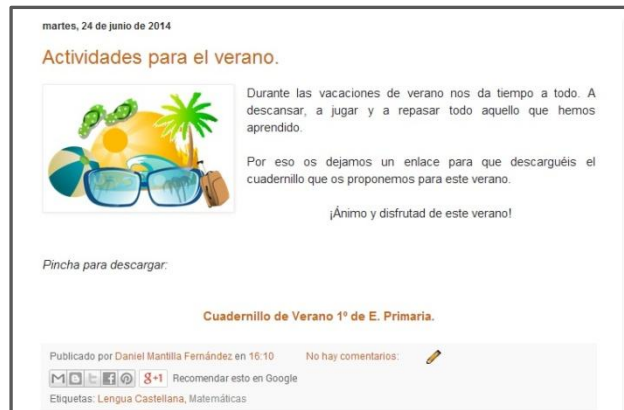 martes, 24 de junio de 2014
Actividades para el verano.
Durante las vacaciones de verano nos da tiempo a todo. A
descansar, a jugar y a repasar todo aquello que hemos
aprendido.
Por eso os dejamos un enlace para que descarguéis el
cuadernillo que os proponemos para este verano.
¡Ánimo y disfrutad de este verano!
Pincha para descargar:
Cuadernillo de Verano 1º de E. Primaria.
Publicado por Daniel Mantilla Fernández en 16:10 No hay comentarios:
g+1 Recomendar esto en Google
Etiquetas: Lengua Castellana, Matemáticas